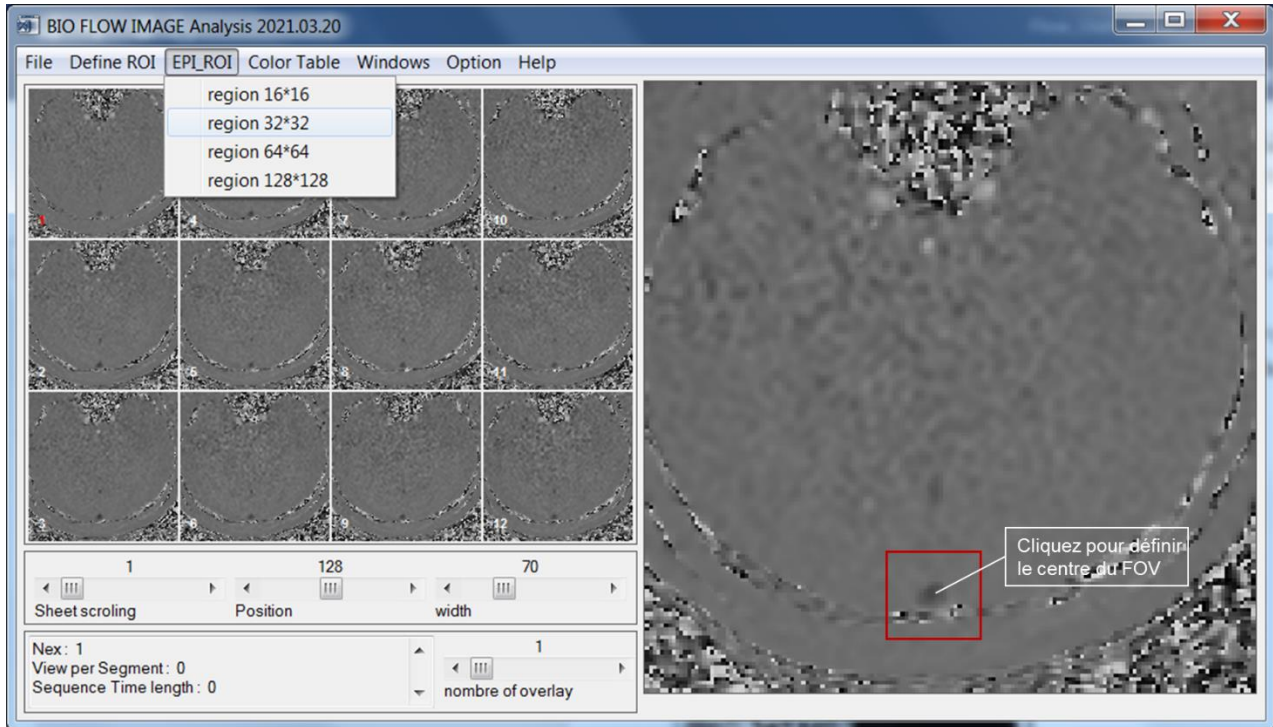 BIO FLOW IMAGE Analysis 2021.03.20
File Define ROI EPI_ROI Color Table Windows Option Help
region 16*16
region 32*32
region 64*64
region 128*128
1 4 7 10
2 5 8 11
3 6 9 12
Cliquez pour définir
le centre du FOV
1 128 70
Sheet scroling Position width
Nex: 1
View per Segment: 0
Sequence Time length: 0
1
nombre of overlay